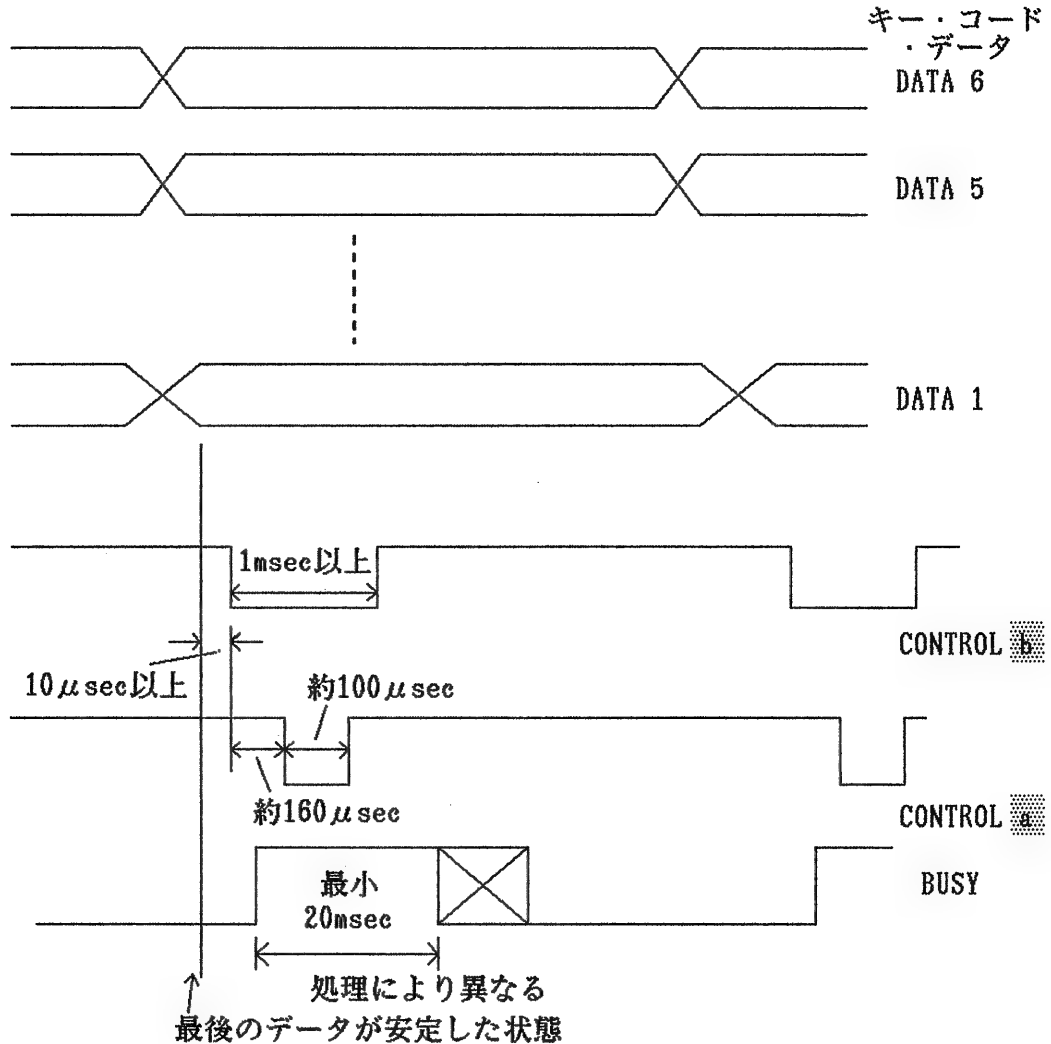 キー・コード
・データ
DATA 6
DATA 5
DATA 1
1msec以上
CONTROL b
10μsec以上
約100μsec
約160μsec
CONTROL a
BUSY
最小
20msec
処理により異なる
最後のデータが安定した状態